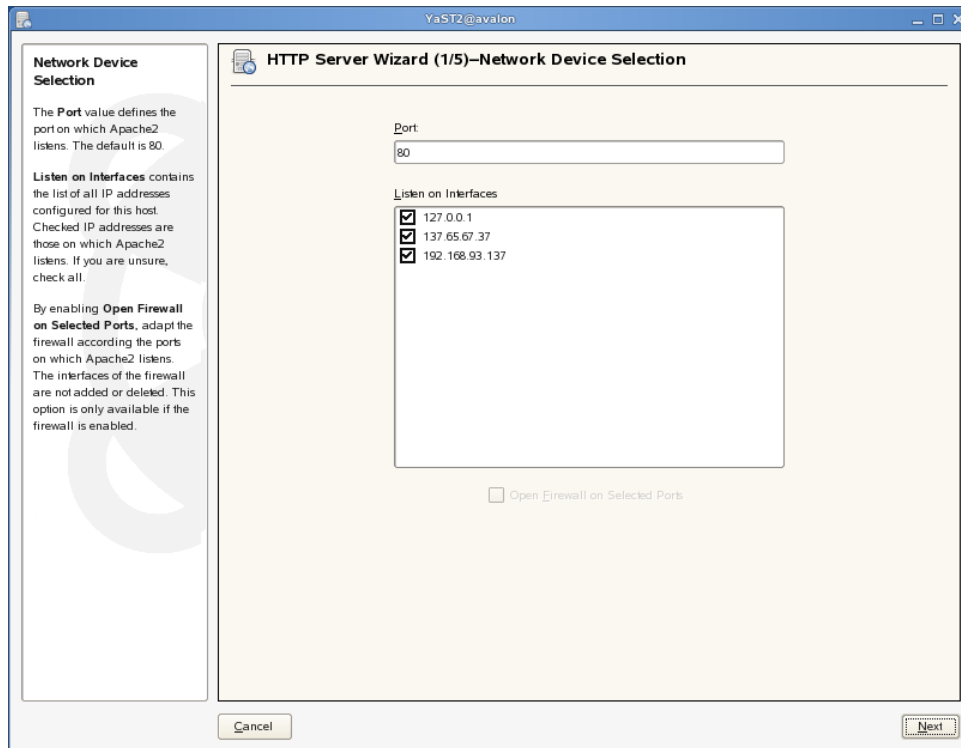 YaST2@avalon
Network Device
Selection
The Port value defines the
port on which Apache2
listens. The default is 80.
Listen on Interfaces contains
the list of all IP addresses
configured for this host.
Checked IP addresses are
those on which Apache2
listens. If you are unsure,
check all.
By enabling Open Firewall
on Selected Ports, adapt the
firewall according the ports
on which Apache2 listens.
The interfaces of the firewall
are not added or deleted. This
option is only available if the
firewall is enabled.
HTTP Server Wizard (1/5)–Network Device Selection
Port
80
Listen on Interfaces
127.0.0.1
137.65.67.37
192.168.93.137
Open Firewall on Selected Ports
Cancel
Next